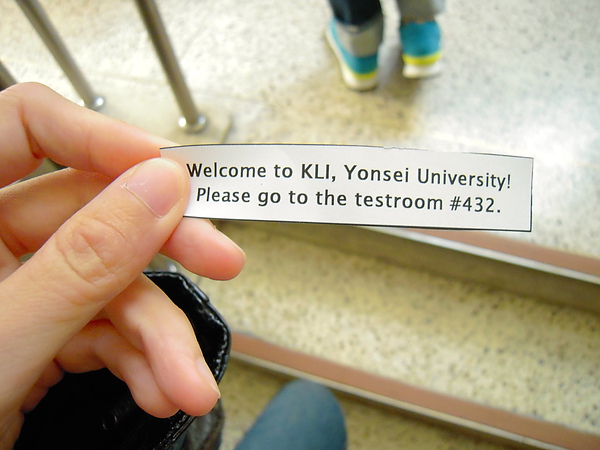 Welcome to KLI, Yonsei University!
Please go to the testroom #432.